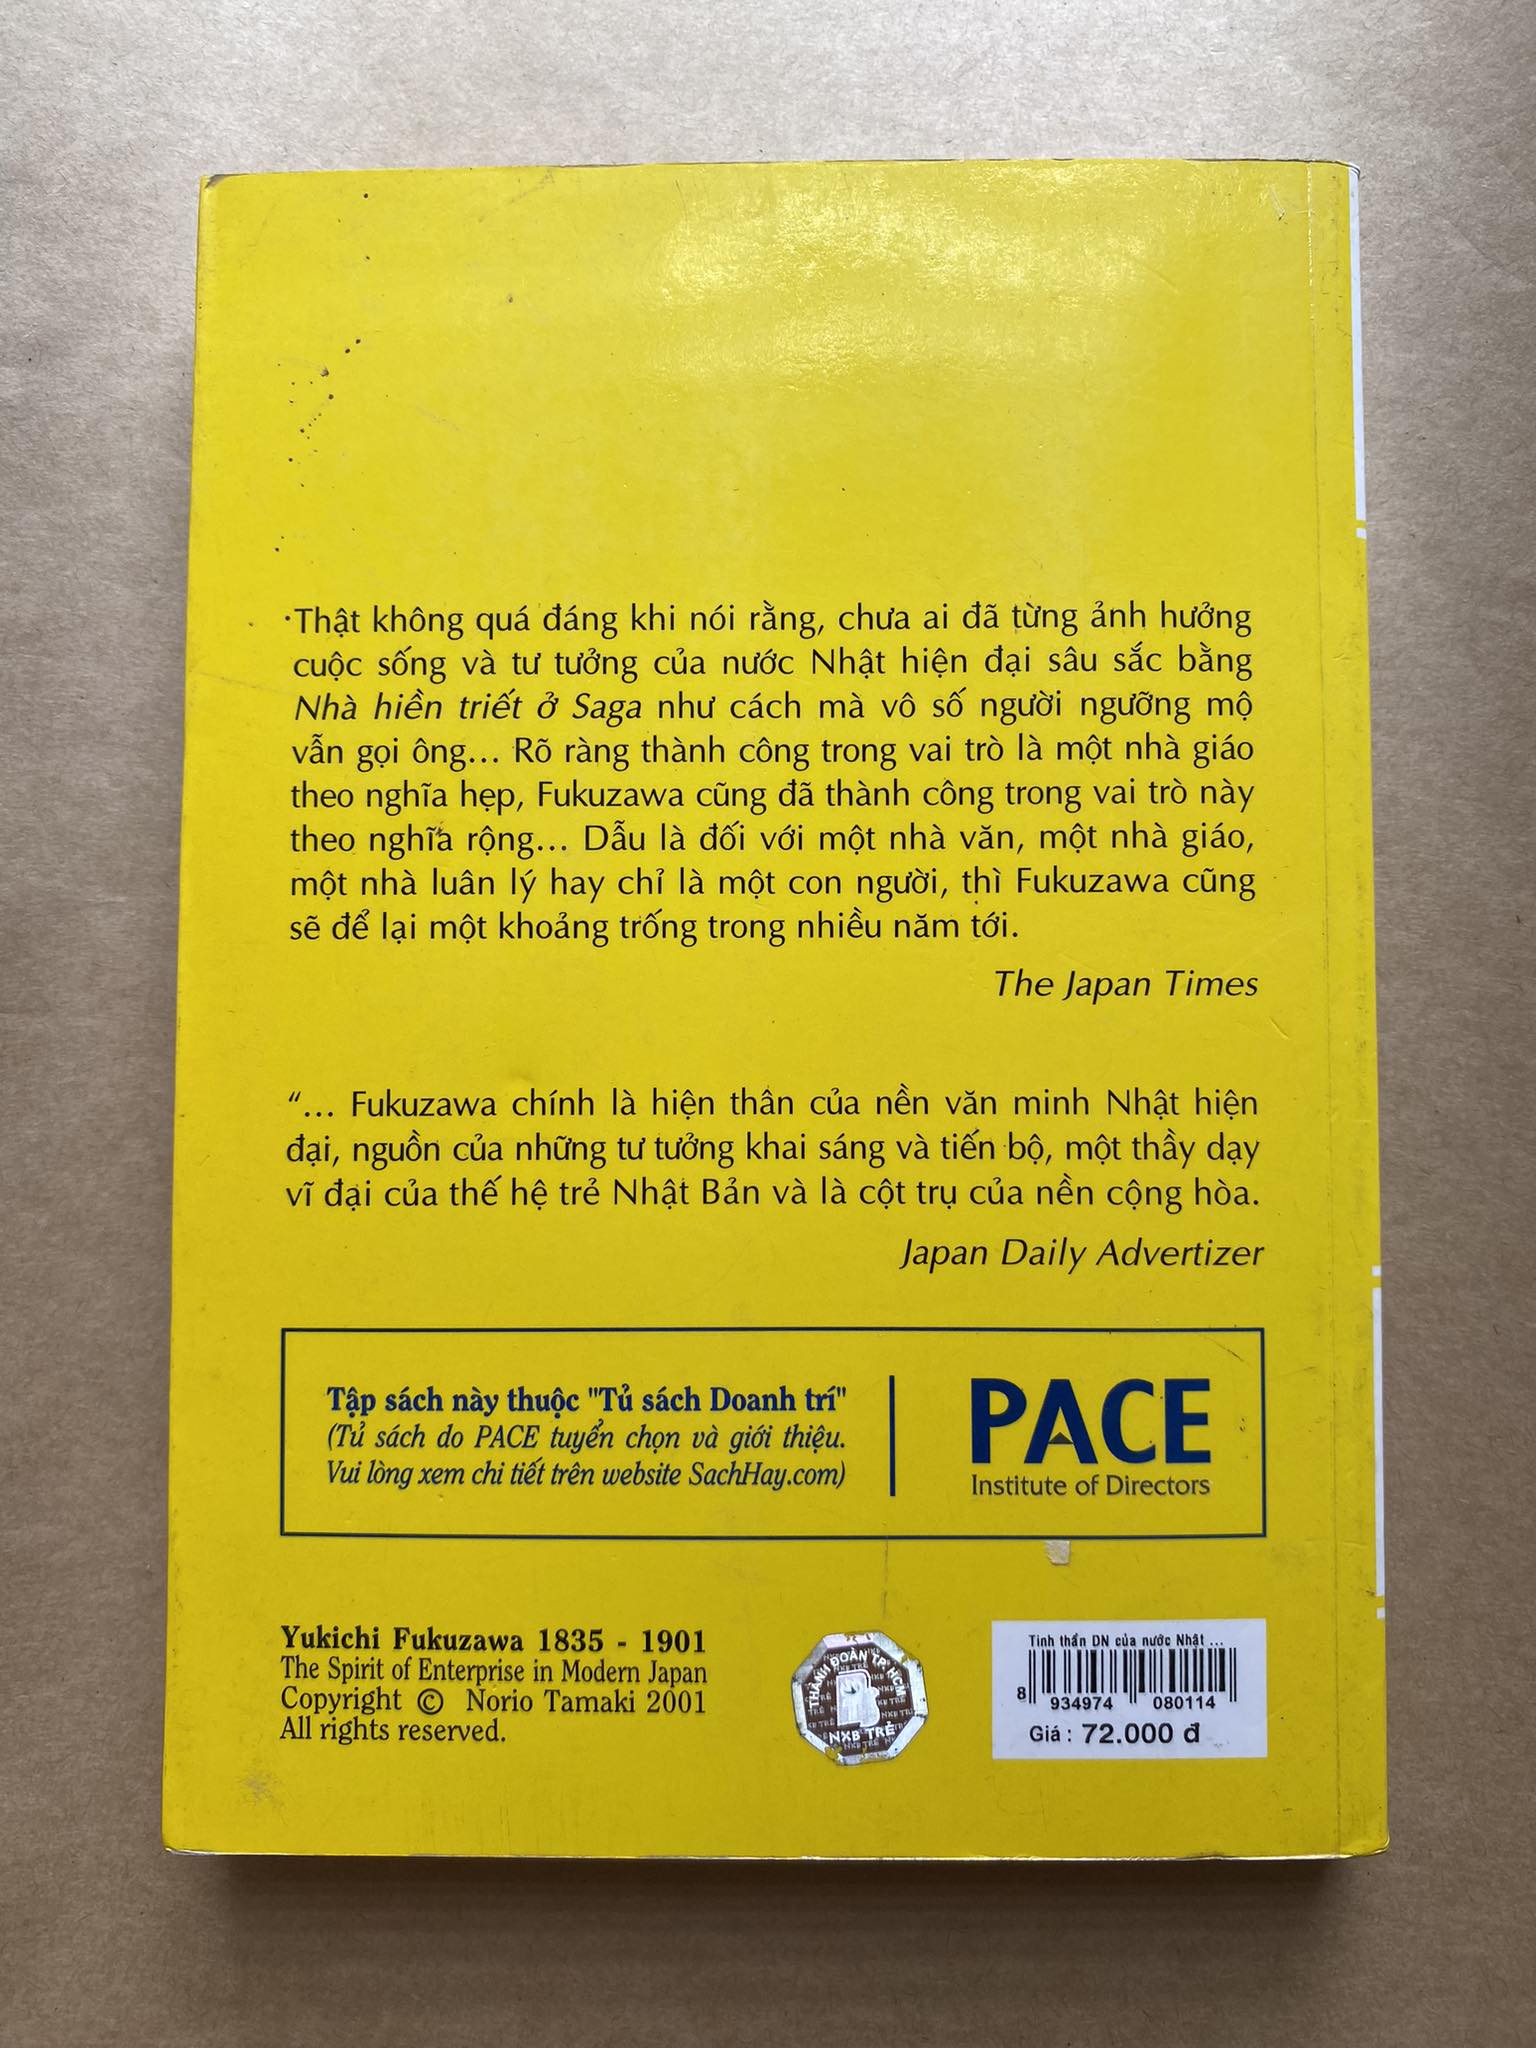 Thật không quá đáng khi nói rằng, chưa ai đã từng ảnh hưởng
cuộc sống và tư tưởng của nước Nhật hiện đại sâu sắc bằng
Nhà hiền triết ở Saga như cách mà vô số người ngưỡng mộ
vẫn gọi ông... Rõ ràng thành công trong vai trò là một nhà giáo
theo nghĩa hẹp, Fukuzawa cũng đã thành công trong vai trò này
theo nghĩa rộng... Dẫu là đối với một nhà văn, một nhà giáo,
một nhà luân lý hay chỉ là một con người, thì Fukuzawa cũng
sẽ để lại một khoảng trống trong nhiều năm tới.
The Japan Times
“... Fukuzawa chính là hiện thân của nền văn minh Nhật hiện
đại, nguồn của những tư tưởng khai sáng và tiến bộ, một thầy dạy
vĩ đại của thế hệ trẻ Nhật Bản và là cột trụ của nền cộng hòa.
Japan Daily Advertizer
Tập sách này thuộc "Tủ sách Doanh trí"
(Tủ sách do PACE tuyển chọn và giới thiệu.
Vui lòng xem chi tiết trên website SachHay.com)
PACE
Institute of Directors
Yukichi Fukuzawa 1835 - 1901
The Spirit of Enterprise in Modern Japan
Copyright © Norio Tamaki 2001
All rights reserved.
THÀNH ĐOÀN TP. HCM
NXB TRẺ
Tinh thần DN của nước Nhật ...
8 934974 080114
Giá : 72.000 đ